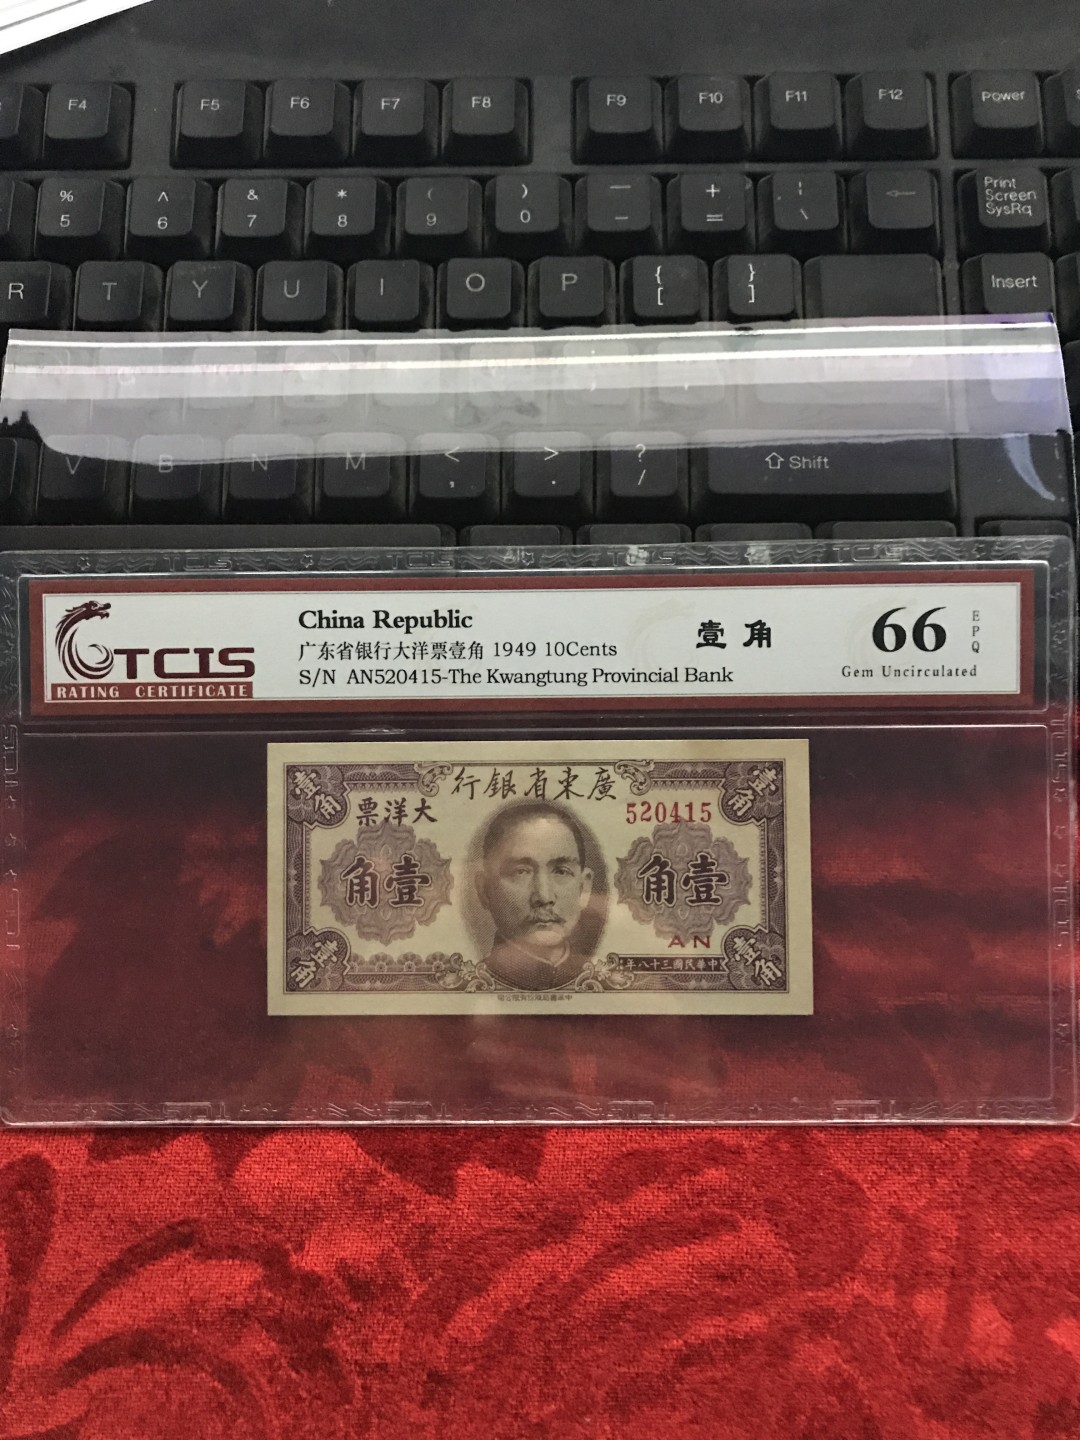 F4 F5 F6 F7 F8 F9 F10 F11 F12 Power
% 5 ^ 6 & 7 * 8 ( 9 ) 0 — - + = ¦ \ ← Print Screen SysRq
R T Y U I O P { [ } ] Insert
V B N M < , > . ? / ⇧ Shift
TCIS TCIS TCIS TCIS
TCIS
RATING CERTIFICATE
China Republic
广东省银行大洋票壹角 1949 10Cents
S/N AN520415-The Kwangtung Provincial Bank
壹角
66
EPQ
Gem Uncirculated
行銀省東廣
壹角
壹角
票洋大
520415
角壹
角壹
AN
壹角
壹角
年八十三國民華中